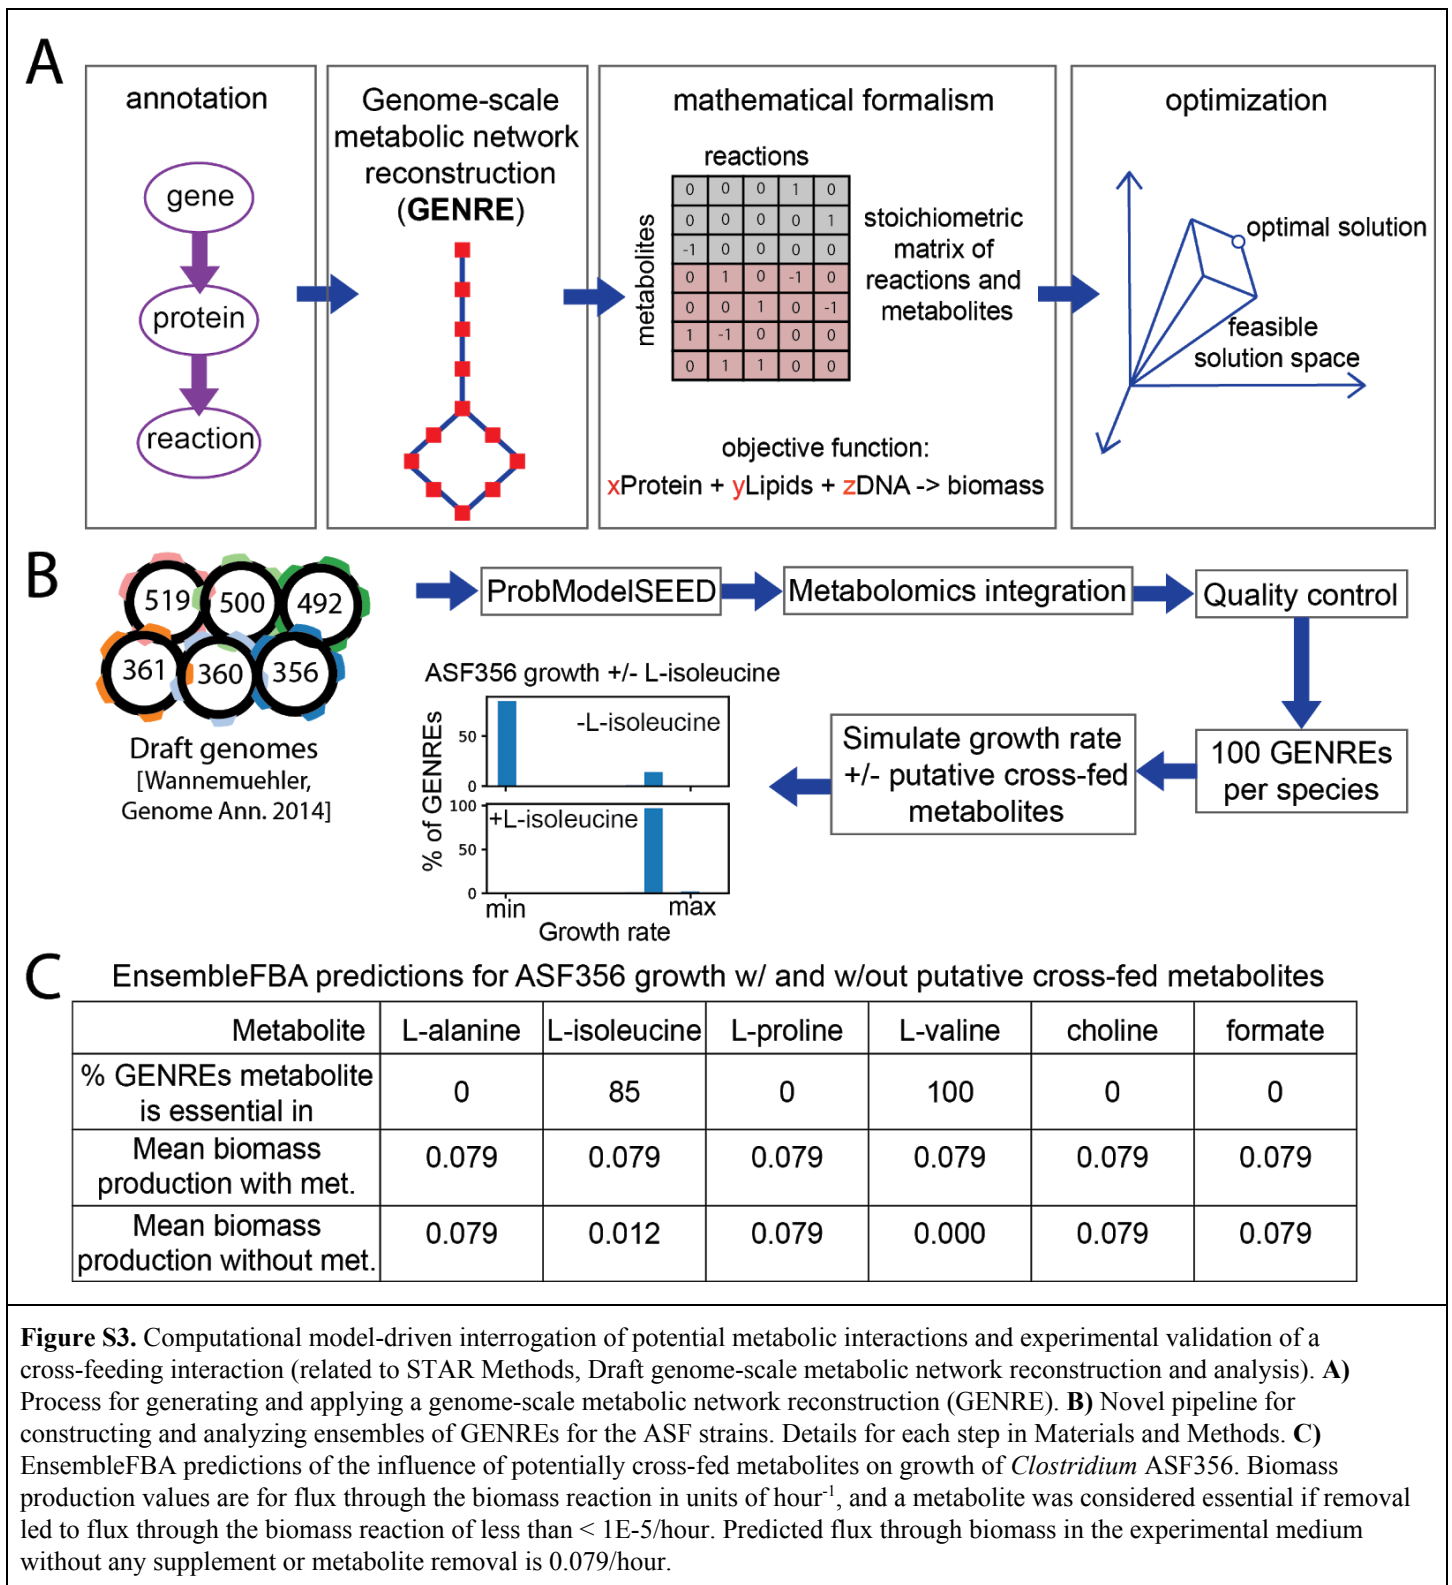 A
annotation
gene
protein
reaction
Genome-scale
metabolic network
reconstruction
(GENRE)
mathematical formalism
reactions
metabolites
0 0 0 1 0
0 0 0 0 1
-1 0 0 0 0
0 1 0 -1 0
0 0 1 0 -1
1 -1 0 0 0
0 1 1 0 0
stoichiometric
matrix of
reactions and
metabolites
objective function:
xProtein + yLipids + zDNA -> biomass
optimization
optimal solution
feasible
solution space
B
519 500 492
361 360 356
Draft genomes
[Wannemuehler,
Genome Ann. 2014]
ProbModelSEED
Metabolomics integration
Quality control
100 GENREs
per species
Simulate growth rate
+/- putative cross-fed
metabolites
ASF356 growth +/- L-isoleucine
% of GENREs
50
0
-L-isoleucine
100
50
0
+L-isoleucine
min max
Growth rate
C
EnsembleFBA predictions for ASF356 growth w/ and w/out putative cross-fed metabolites
Metabolite L-alanine L-isoleucine L-proline L-valine choline formate
% GENREs metabolite
is essential in
0 85 0 100 0 0
Mean biomass
production with met.
0.079 0.079 0.079 0.079 0.079 0.079
Mean biomass
production without met.
0.079 0.012 0.079 0.000 0.079 0.079
Figure S3. Computational model-driven interrogation of potential metabolic interactions and experimental validation of a
cross-feeding interaction (related to STAR Methods, Draft genome-scale metabolic network reconstruction and analysis). A)
Process for generating and applying a genome-scale metabolic network reconstruction (GENRE). B) Novel pipeline for
constructing and analyzing ensembles of GENREs for the ASF strains. Details for each step in Materials and Methods. C)
EnsembleFBA predictions of the influence of potentially cross-fed metabolites on growth of Clostridium ASF356. Biomass
production values are for flux through the biomass reaction in units of hour-1, and a metabolite was considered essential if removal
led to flux through the biomass reaction of less than < 1E-5/hour. Predicted flux through biomass in the experimental medium
without any supplement or metabolite removal is 0.079/hour.